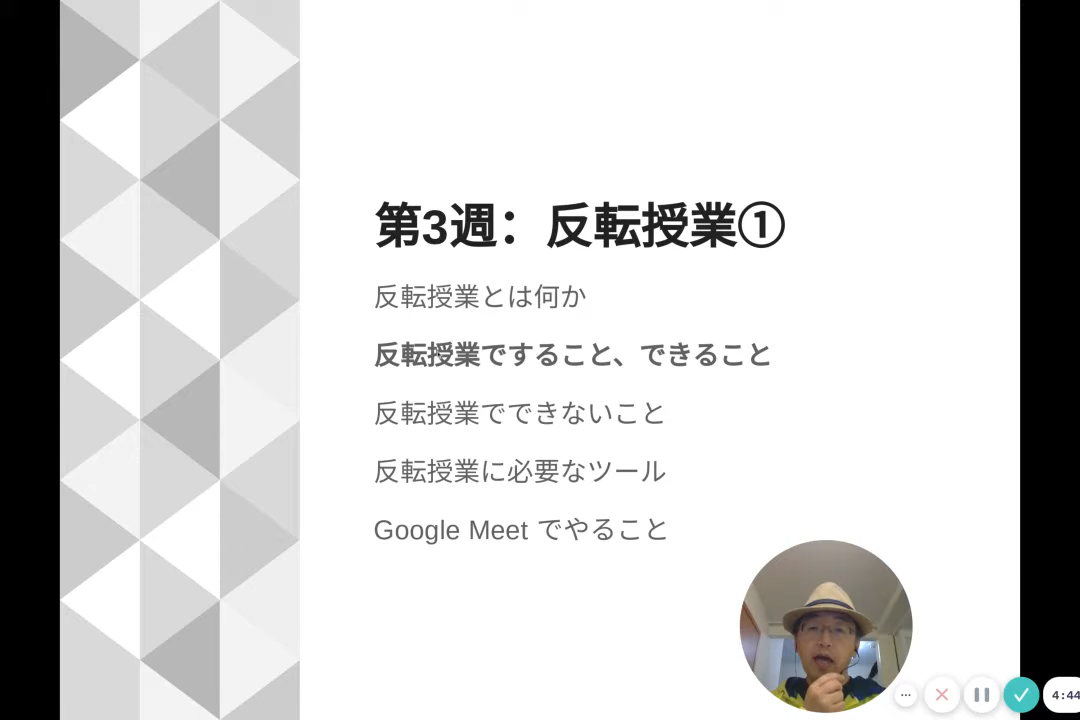 第3週：反転授業①
反転授業とは何か
反転授業ですること、できること
反転授業でできないこと
反転授業に必要なツール
Google Meet でやること
4:44